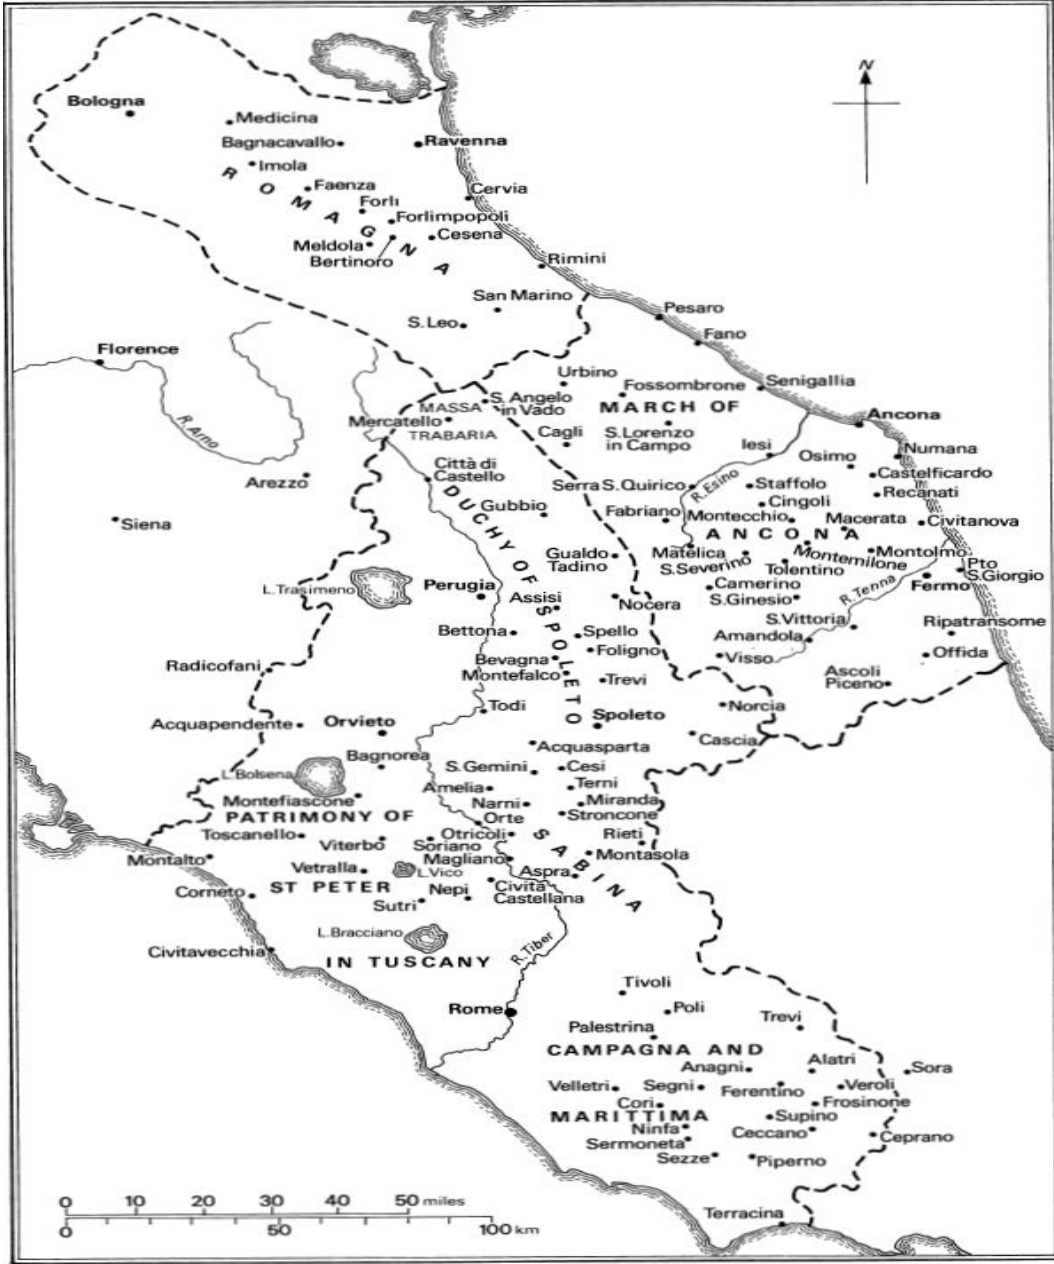 N
Bologna
Medicina
Bagnacavallo
Ravenna
Imola
ROMAGNA
Faenza
Cervia
Forlì
Forlimpopoli
Cesena
Meldola
Bertinoro
Rimini
San Marino
S. Leo
Pesaro
Fano
Florence
R. Arno
Urbino
Fossombrone
Senigallia
MASSA
TRABARIA
S. Angelo
in Vado
Mercatello
MARCH OF
ANCONA
Ancona
Cagli
S. Lorenzo
in Campo
Iesi
Osimo
Numana
Arezzo
Città di
Castello
Castelficardo
Serra S. Quirico
R. Esino
Staffolo
Recanati
Siena
DUCHY OF SPOLETO
Gubbio
Cingoli
Fabriano
Montecchio
Macerata
Civitanova
Gualdo
Tadino
Matelica
S. Severino
Montemilone
Montolmo
Tolentino
Pto
S. Giorgio
L. Trasimeno
Perugia
Camerino
R. Tenna
Fermo
Assisi
Nocera
S. Ginesio
S. Vittoria
Ripatransome
Bettona
Spello
Amandola
Foligno
Visso
Offida
Radicofani
Bevagna
Montefalco
Trevi
Ascoli
Piceno
Todi
Norcia
Acquapendente
Orvieto
Spoleto
Cascia
Bagnorea
Acquasparta
L. Bolsena
S. Gemini
Cesi
Amelia
Terni
Montefiascone
Narni
Miranda
PATRIMONY OF
ST PETER
IN TUSCANY
Orte
Stroncone
Toscanello
Viterbo
Soriano
Otricoli
SABINA
Rieti
Montalto
Magliano
Montasola
Vetralla
L. Vico
Aspra
Corneto
Nepi
Civita
Castellana
Sutri
L. Bracciano
Civitavecchia
R. Tiber
Tivoli
Rome
Poli
Trevi
Palestrina
CAMPAGNA AND
MARITTIMA
Anagni
Alatri
Sora
Velletri
Segni
Ferentino
Veroli
Cori
Frosinone
Supino
Ninfa
Ceccano
Ceprano
Sermoneta
Sezze
Piperno
Terracina
0 10 20 30 40 50 miles
0 50 100 km